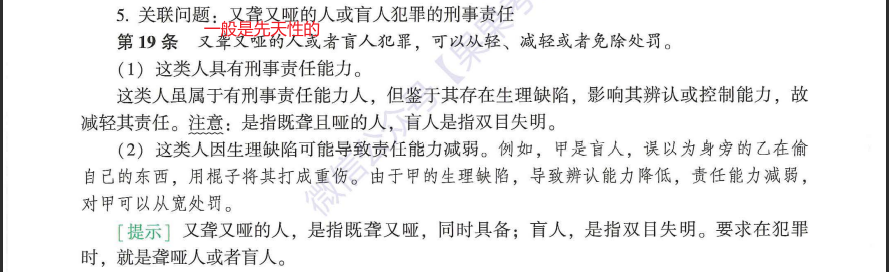 5. 关联问题：又聋又哑的人或盲人犯罪的刑事责任
一般是先天性的
第 19 条 又聋又哑的人或者盲人犯罪，可以从轻、减轻或者免除处罚。
（1）这类人具有刑事责任能力。
这类人虽属于有刑事责任能力人，但鉴于其存在生理缺陷，影响其辨认或控制能力，故
减轻其责任。注意：是指既聋且哑的人，盲人是指双目失明。
（2）这类人因生理缺陷可能导致责任能力减弱。例如，甲是盲人，误以为身旁的乙在偷
自己的东西，用棍子将其打成重伤。由于甲的生理缺陷，导致辨认能力降低，责任能力减弱，
对甲可以从宽处罚。
［提示］又聋又哑的人，是指既聋又哑，同时具备；盲人，是指双目失明。要求在犯罪
时，就是聋哑人或者盲人。
微信公众号【果果